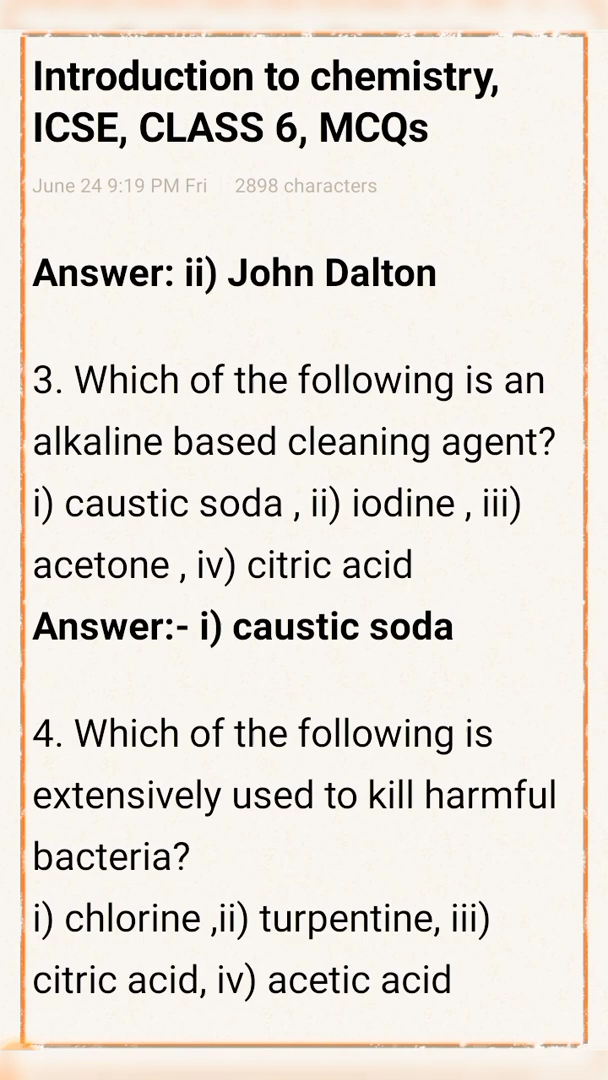 Introduction to chemistry,
ICSE, CLASS 6, MCQs
June 24 9:19 PM Fri | 2898 characters
Answer: ii) John Dalton
3. Which of the following is an
alkaline based cleaning agent?
i) caustic soda , ii) iodine , iii)
acetone , iv) citric acid
Answer:- i) caustic soda
4. Which of the following is
extensively used to kill harmful
bacteria?
i) chlorine ,ii) turpentine, iii)
citric acid, iv) acetic acid